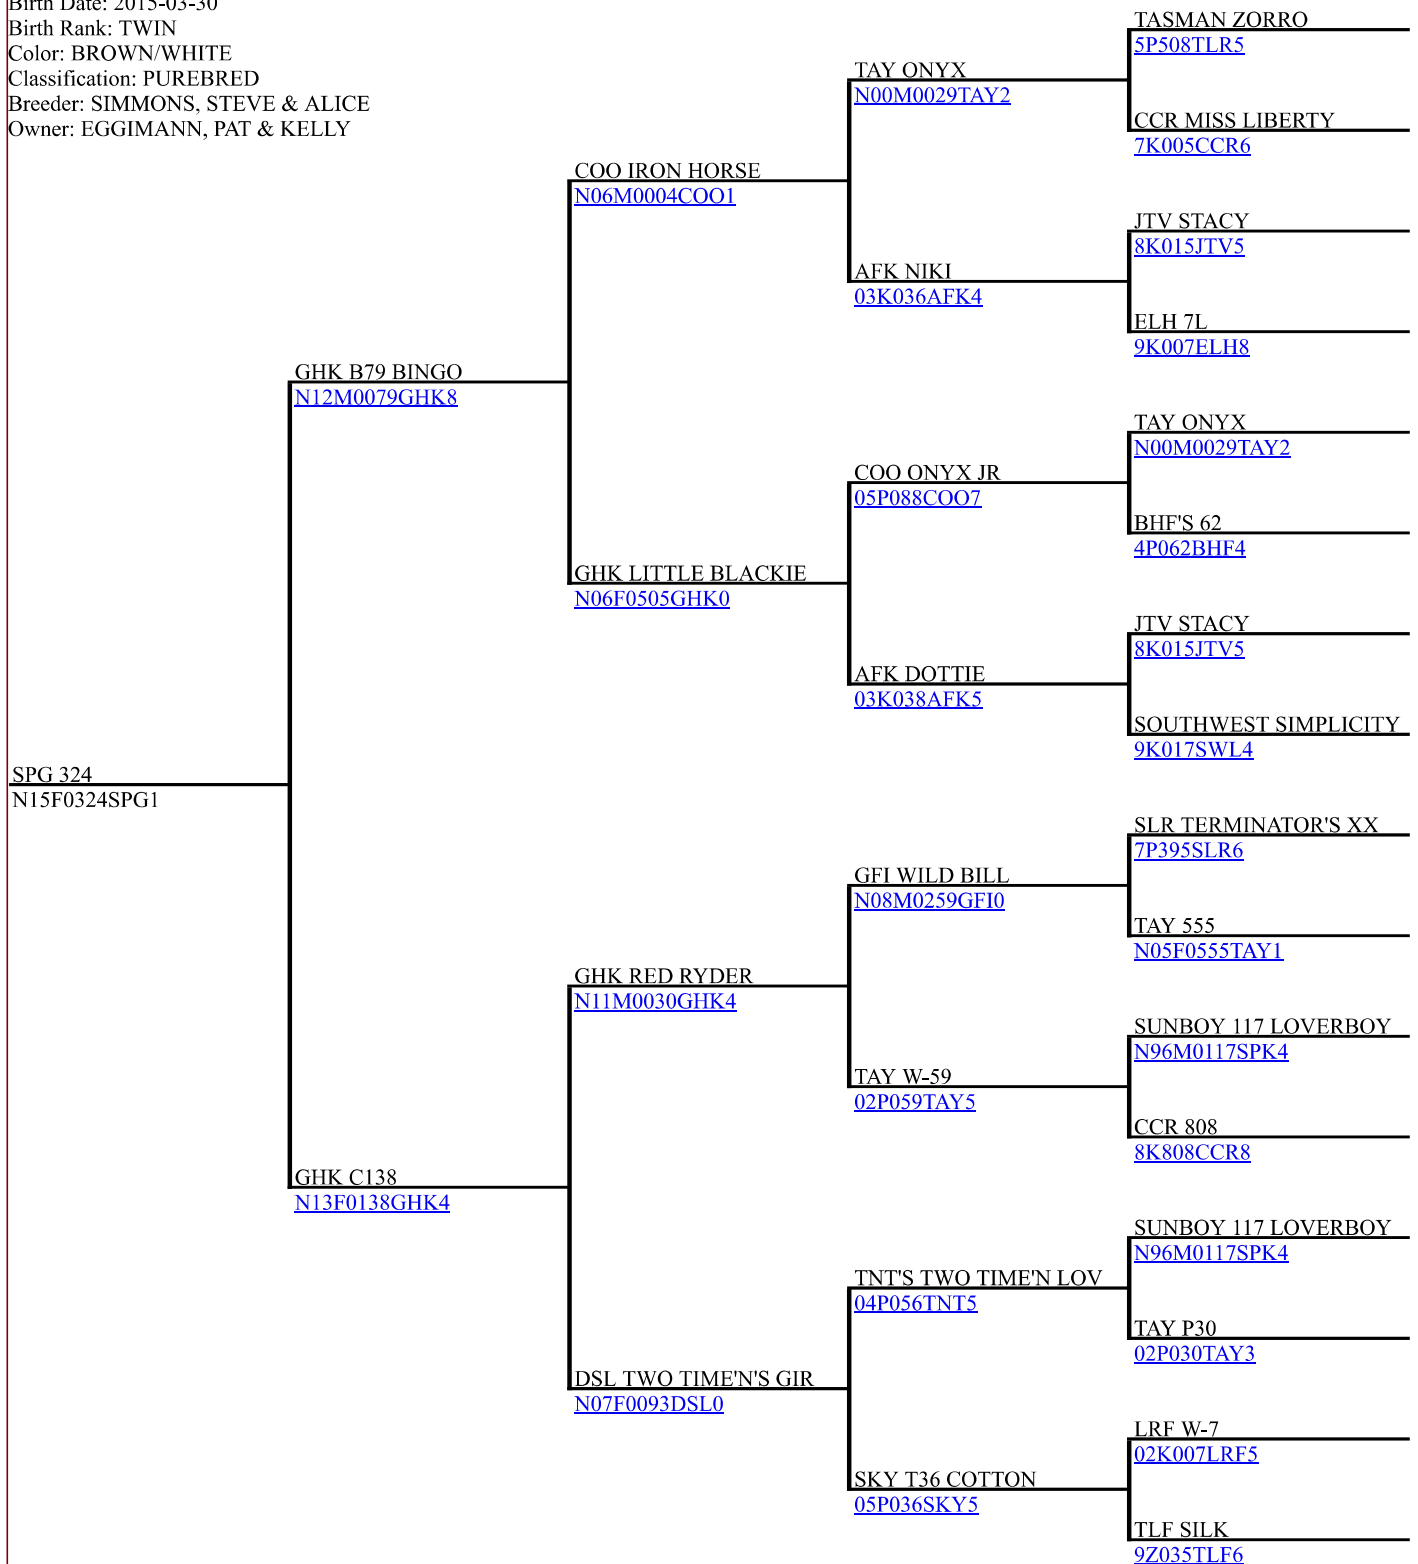 Birth Date: 2015-03-30
Birth Rank: TWIN
Color: BROWN/WHITE
Classification: PUREBRED
Breeder: SIMMONS, STEVE & ALICE
Owner: EGGIMANN, PAT & KELLY
TASMAN ZORRO
5P508TLR5
TAY ONYX
N00M0029TAY2
CCR MISS LIBERTY
7K005CCR6
COO IRON HORSE
N06M0004COO1
JTV STACY
8K015JTV5
AFK NIKI
03K036AFK4
ELH 7L
9K007ELH8
GHK B79 BINGO
N12M0079GHK8
TAY ONYX
N00M0029TAY2
COO ONYX JR
05P088COO7
BHF'S 62
4P062BHF4
GHK LITTLE BLACKIE
N06F0505GHK0
JTV STACY
8K015JTV5
AFK DOTTIE
03K038AFK5
SOUTHWEST SIMPLICITY
9K017SWL4
SPG 324
N15F0324SPG1
SLR TERMINATOR'S XX
7P395SLR6
GFI WILD BILL
N08M0259GFI0
TAY 555
N05F0555TAY1
GHK RED RYDER
N11M0030GHK4
SUNBOY 117 LOVERBOY
N96M0117SPK4
TAY W-59
02P059TAY5
CCR 808
8K808CCR8
GHK C138
N13F0138GHK4
SUNBOY 117 LOVERBOY
N96M0117SPK4
TNT'S TWO TIME'N LOV
04P056TNT5
TAY P30
02P030TAY3
DSL TWO TIME'N'S GIR
N07F0093DSL0
LRF W-7
02K007LRF5
SKY T36 COTTON
05P036SKY5
TLF SILK
9Z035TLF6